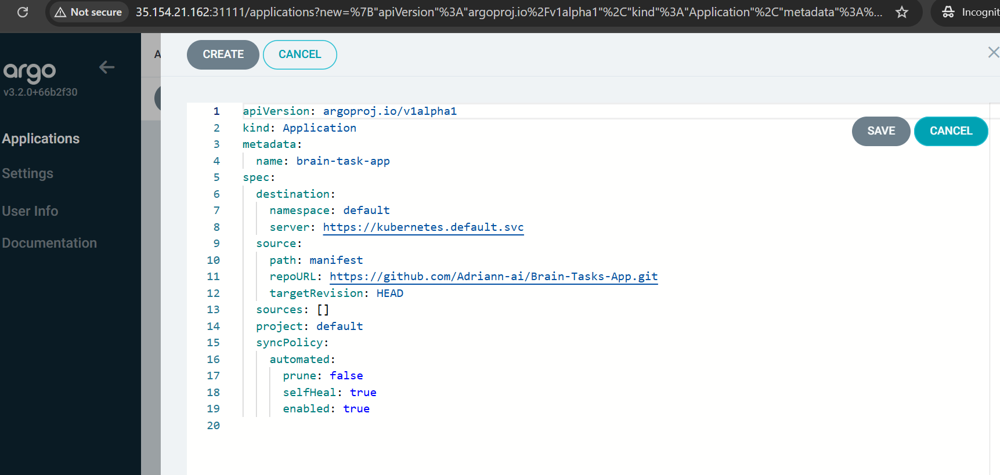 Not secure
35.154.21.162:31111/applications?new=%7B"apiVersion"%3A"argoproj.io%2Fv1alpha1"%2C"kind"%3A"Application"%2C"metadata"%3A%...
Incognit
argo
v3.2.0+66b2f30
Applications
Settings
User Info
Documentation
A
CREATE
CANCEL
SAVE
CANCEL
1 apiVersion: argoproj.io/v1alpha1
2 kind: Application
3 metadata:
4 name: brain-task-app
5 spec:
6 destination:
7 namespace: default
8 server: https://kubernetes.default.svc
9 source:
10 path: manifest
11 repoURL: https://github.com/Adriann-ai/Brain-Tasks-App.git
12 targetRevision: HEAD
13 sources: []
14 project: default
15 syncPolicy:
16 automated:
17 prune: false
18 selfHeal: true
19 enabled: true
20